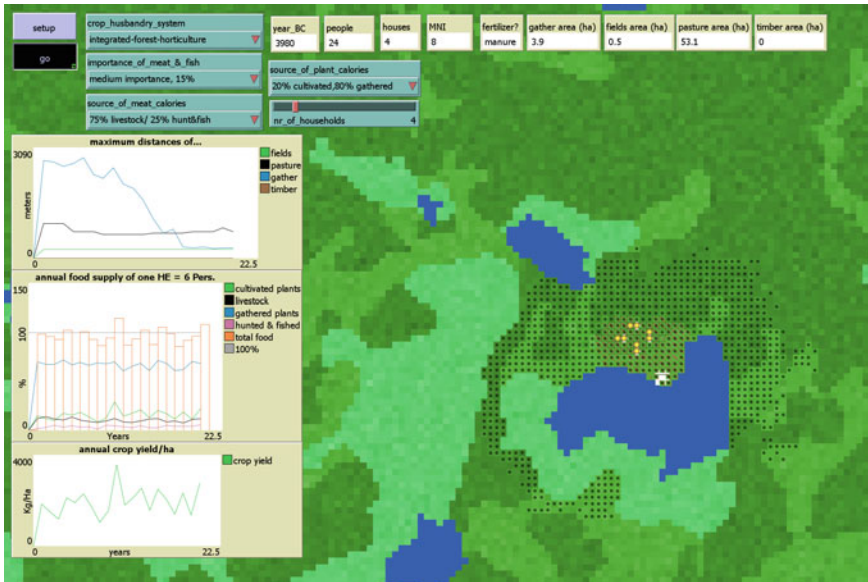 setup
go
crop_husbandry_system
integrated-forest-horticulture
importance_of_meat_&_fish
medium importance, 15%
source_of_meat_calories
75% livestock/ 25% hunt&fish
year_BC
3980
people
24
houses
4
MNI
8
fertilizer?
manure
gather area (ha)
3.9
fields area (ha)
0.5
pasture area (ha)
53.1
timber area (ha)
0
source_of_plant_calories
20% cultivated,80% gathered
nr_of_households 4
maximum distances of...
3090
meters
0
0 22.5
fields
pasture
gather
timber
annual food supply of one HE = 6 Pers.
150
100
%
0
0 Years 22.5
cultivated plants
livestock
gathered plants
hunted & fished
total food
100%
annual crop yield/ha
4000
Kg/Ha
0
0 years 22.5
crop yield